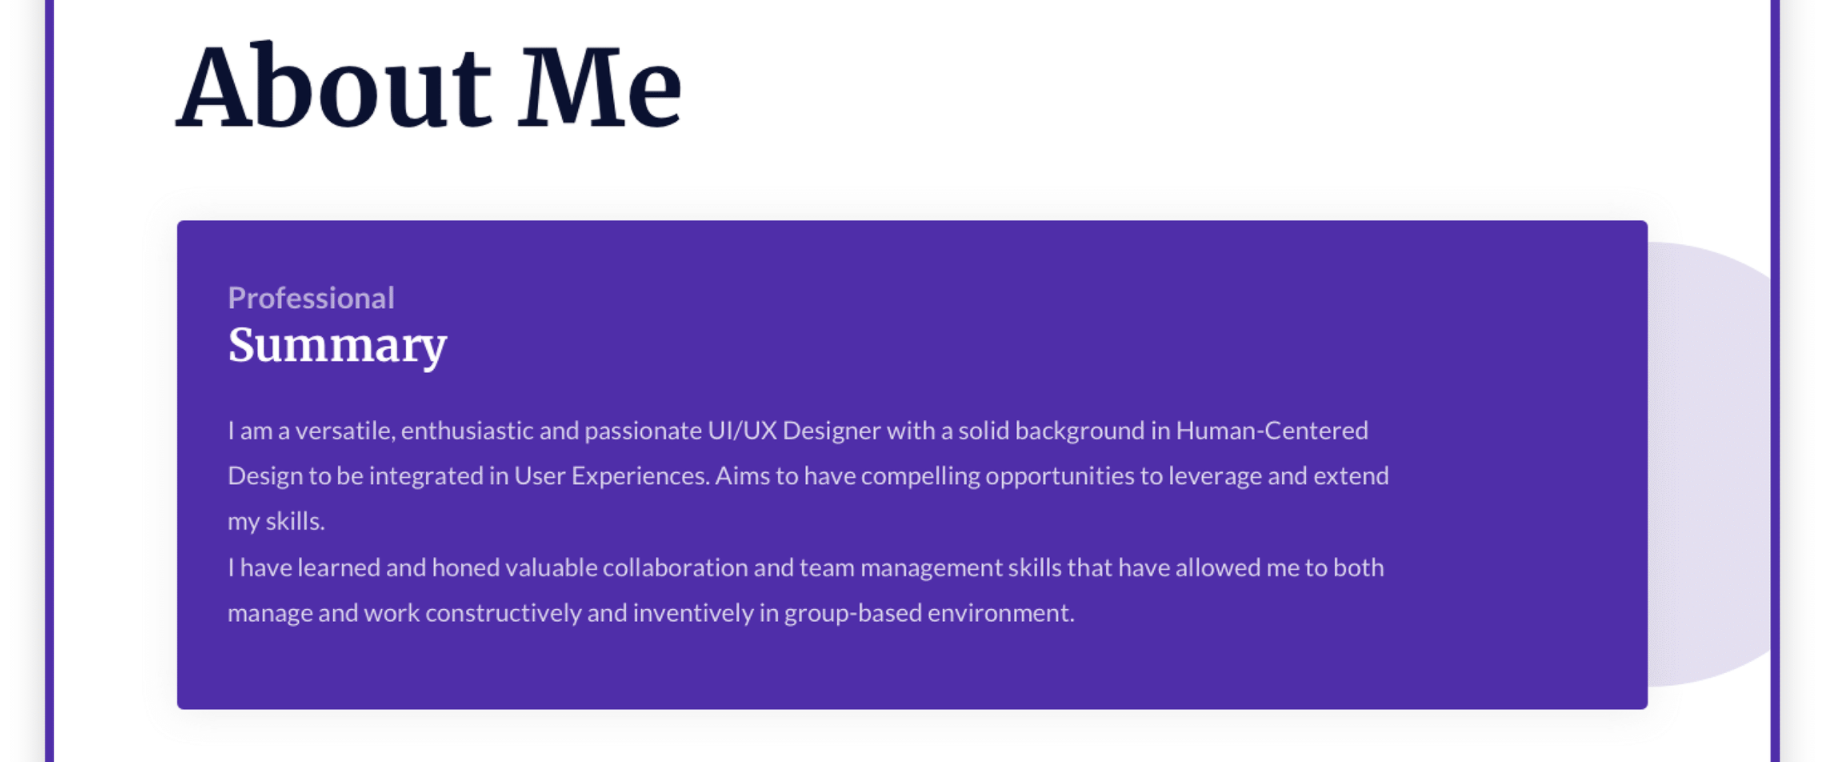 About Me
Professional
Summary
I am a versatile, enthusiastic and passionate UI/UX Designer with a solid background in Human-Centered
Design to be integrated in User Experiences. Aims to have compelling opportunities to leverage and extend
my skills.
I have learned and honed valuable collaboration and team management skills that have allowed me to both
manage and work constructively and inventively in group-based environment.